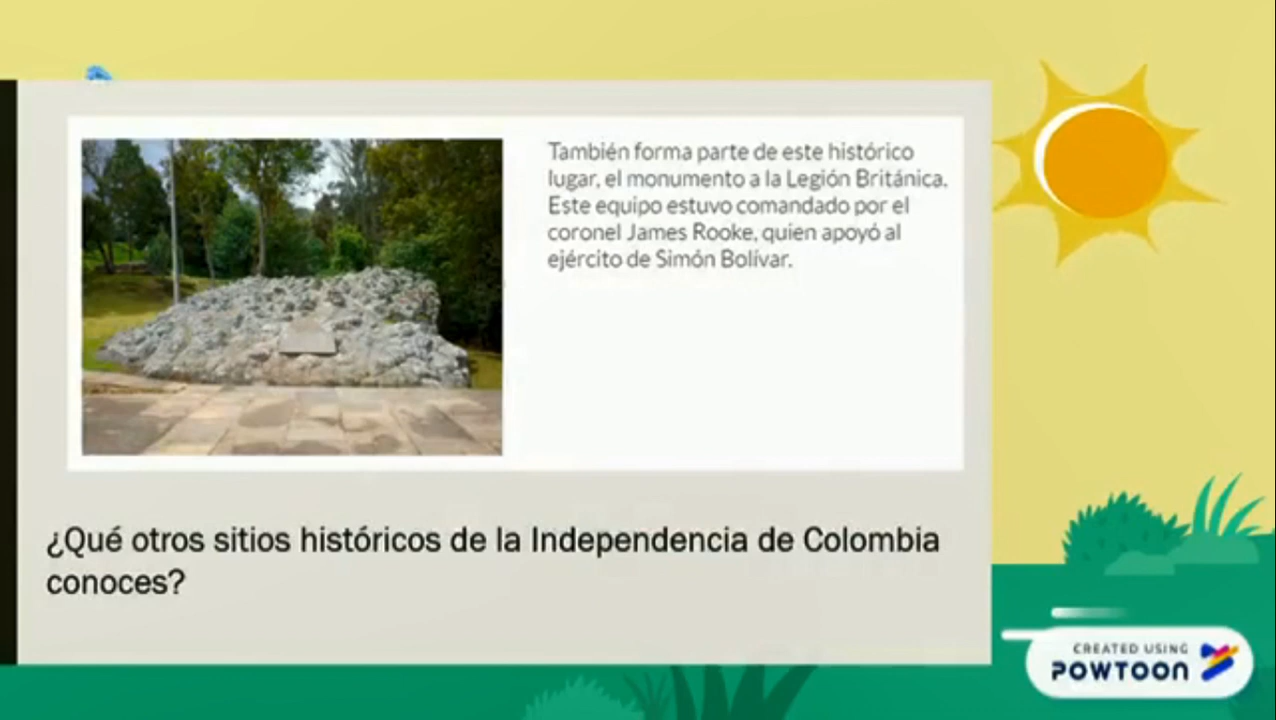 También forma parte de este histórico
lugar, el monumento a la Legión Británica.
Este equipo estuvo comandado por el
coronel James Rooke, quien apoyó al
ejército de Simón Bolívar.
¿Qué otros sitios históricos de la Independencia de Colombia
conoces?
CREATED USING
POWTOON